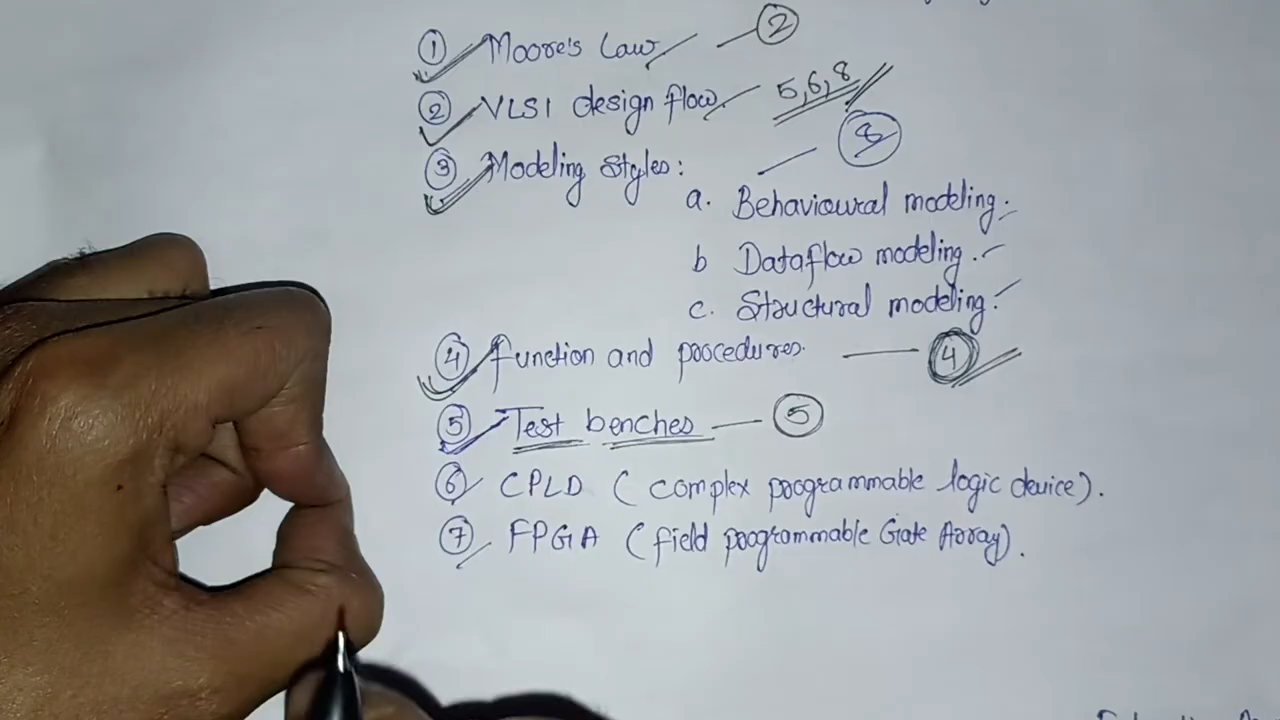 ① Moore's Law — ②
② VLSI design flow. — 5,6,8
③ Modeling Styles: — ⑧
a. Behavioural modeling.
b Dataflow modeling.
c. Structural modeling.
④ function and procedures. — ④
⑤ Test benches — ⑤
⑥ CPLD (complex programmable logic device).
⑦ FPGA (field programmable Gate Array).